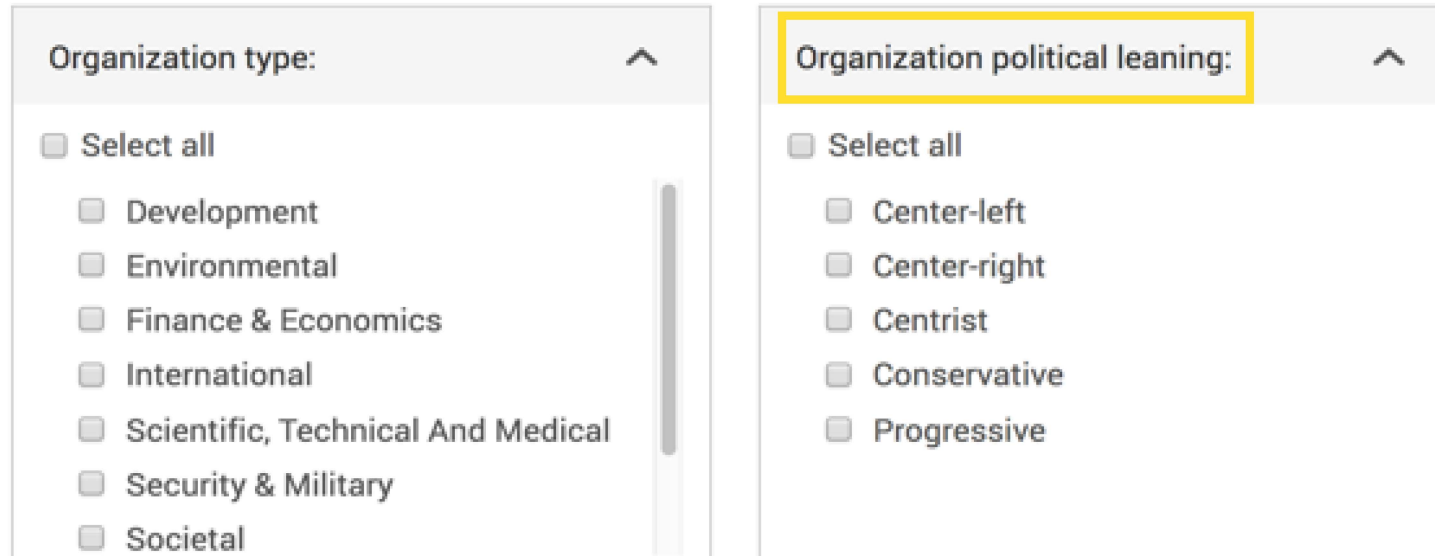 Organization type:
Select all
Development
Environmental
Finance & Economics
International
Scientific, Technical And Medical
Security & Military
Societal
Organization political leaning:
Select all
Center-left
Center-right
Centrist
Conservative
Progressive